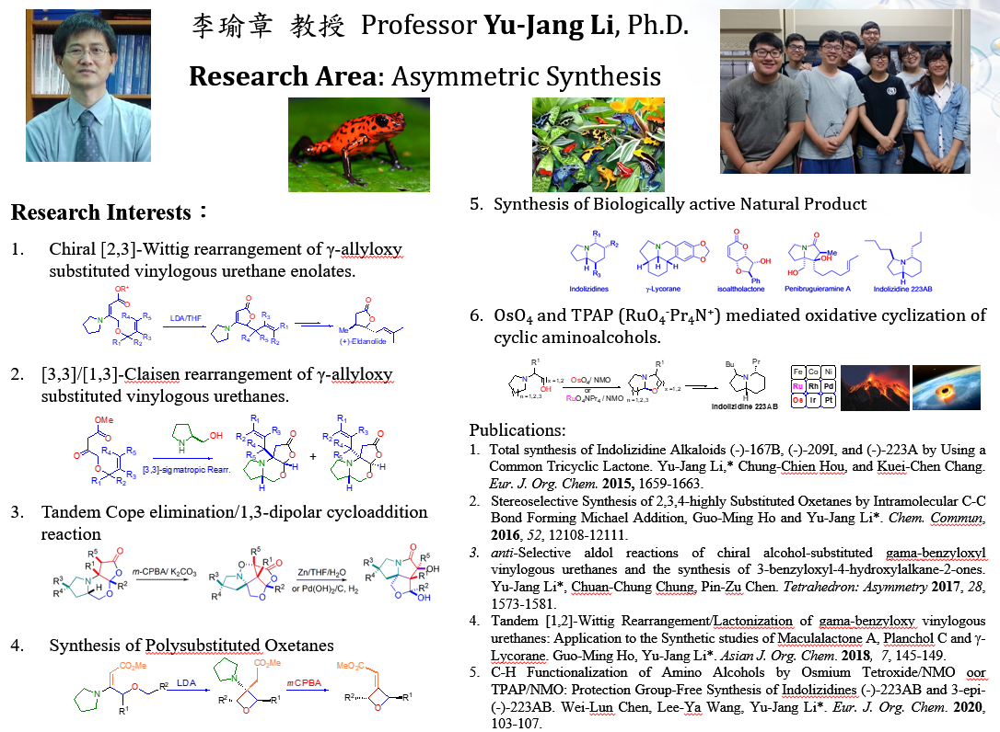 李瑜章 教授 Professor Yu-Jang Li, Ph.D.
Research Area: Asymmetric Synthesis
Research Interests：
1. Chiral [2,3]-Wittig rearrangement of γ-allyloxy
substituted vinylogous urethane enolates.
OR*
O
N
R4
R5
O
R3
R1
R2
LDA/THF
O
O
N
R3
R1
R4
R5
R2
O
O
Me
(+)-Eldanolide
2. [3,3]/[1,3]-Claisen rearrangement of γ-allyloxy
substituted vinylogous urethanes.
OMe
O
O
R4
R5
O
R3
R1
R2
N
H
OH
[3,3]-sigmatropic Rearr.
R1
R2
R3
R4
R5
O
O
N
H
O
H
+
R1
R2
R3
R4
R5
O
O
N
H
O
H
3. Tandem Cope elimination/1,3-dipolar cycloaddition
reaction
R5
O
R1
O
R3
R4
N
H
R2
O
m-CPBA/ K2CO3
R5
O
R1
O
N
O
R3
R4
R2
O
Zn/THF/H2O
or Pd(OH)2/C, H2
O
R3
N
R5
OH
R4
R1
R2
O
OH
4. Synthesis of Polysubstituted Oxetanes
CO2Me
N
O
R2
R1
LDA
N
CO2Me
R2
O
R1
mCPBA
MeO2C
R2
O
R1
5. Synthesis of Biologically active Natural Product
R1
R2
N
H
R3
Indolizidines
N
O
O
H
H
H
γ-Lycorane
O
O
OH
O
Ph
isoaltholactone
O
N
Me
OH
HO
Penibruguieramine A
N
H
Indolizidine 223AB
6. OsO4 and TPAP (RuO4-Pr4N+) mediated oxidative cyclization of
cyclic aminoalcohols.
R1
N
x =1,2
OH
n =1,2,3
OsO4/ NMO
or
RuO4NPr4 / NMO
R1
N
x =1,2
O
n =1,2,3
Bu
Pr
N
H
Indolizidine 223AB
Fe Co Ni
Ru Rh Pd
Os Ir Pt
Publications:
1. Total synthesis of Indolizidine Alkaloids (-)-167B, (-)-209I, and (-)-223A by Using a
Common Tricyclic Lactone. Yu-Jang Li,* Chung-Chien Hou, and Kuei-Chen Chang.
Eur. J. Org. Chem. 2015, 1659-1663.
2. Stereoselective Synthesis of 2,3,4-highly Substituted Oxetanes by Intramolecular C-C
Bond Forming Michael Addition, Guo-Ming Ho and Yu-Jang Li*. Chem. Commun,
2016, 52, 12108-12111.
3. anti-Selective aldol reactions of chiral alcohol-substituted gama-benzyloxyl
vinylogous urethanes and the synthesis of 3-benzyloxyl-4-hydroxylalkane-2-ones.
Yu-Jang Li*, Chuan-Chung Chung, Pin-Zu Chen. Tetrahedron: Asymmetry 2017, 28,
1573-1581.
4. Tandem [1,2]-Wittig Rearrangement/Lactonization of gama-benzyloxy vinylogous
urethanes: Application to the Synthetic studies of Maculalactone A, Planchol C and γ-
Lycorane. Guo-Ming Ho, Yu-Jang Li*. Asian J. Org. Chem. 2018, 7, 145-149.
5. C-H Functionalization of Amino Alcohols by Osmium Tetroxide/NMO oor
TPAP/NMO: Protection Group-Free Synthesis of Indolizidines (-)-223AB and 3-epi-
(-)-223AB. Wei-Lun Chen, Lee-Ya Wang, Yu-Jang Li*. Eur. J. Org. Chem. 2020,
103-107.